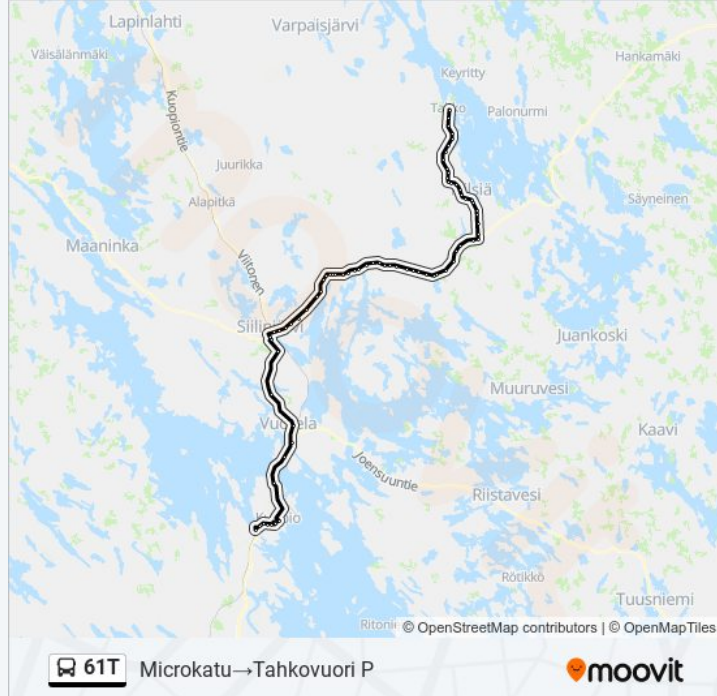 Lapinlahti
Varpaisjärvi
Väisälänmäki
Hankamäki
Keyritty
Palonurmi
Kuopiontie
Juurikka
Säyneinen
Alapitkä
Maaninka
Viitonen
Juankoski
Muuruvesi
Kaavi
Joensuuntie
Riistavesi
Rötikkö
Tuusniemi
© OpenStreetMap contributors | © OpenMapTiles
61T Microkatu→Tahkovuori P
moovit